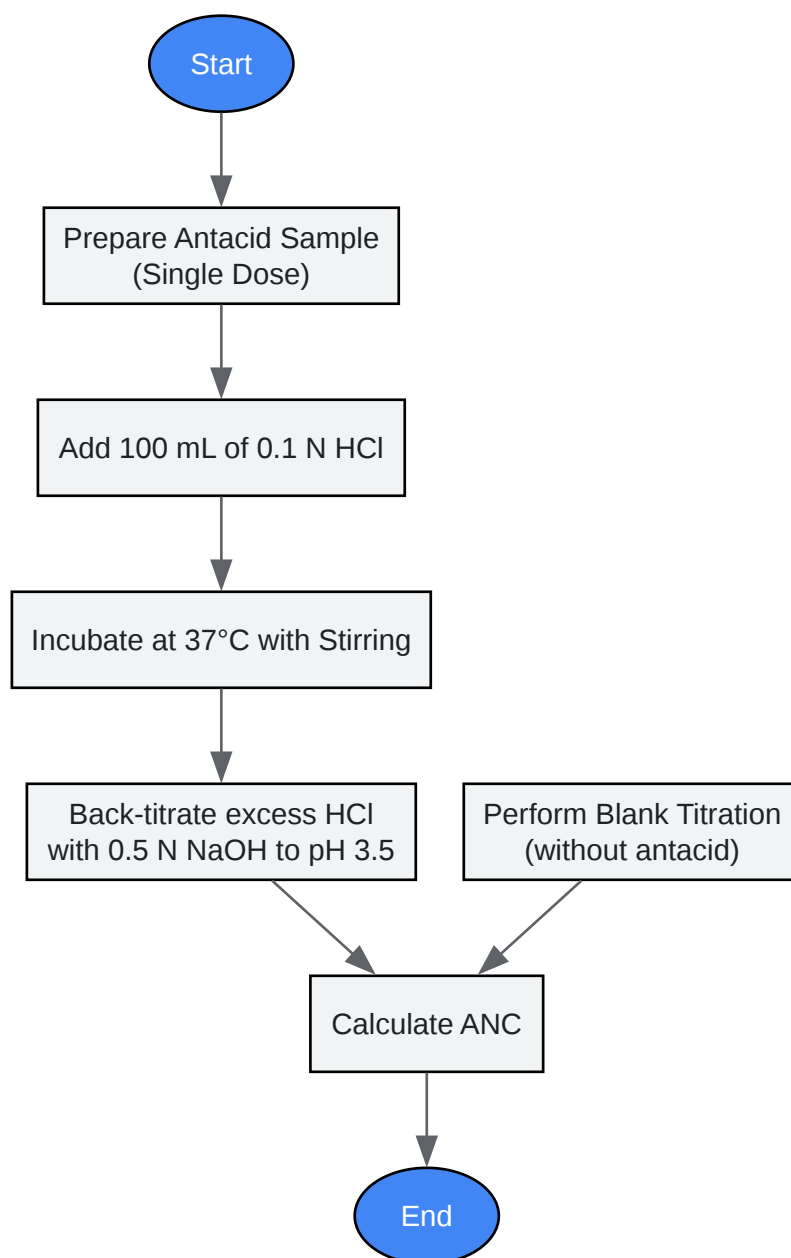 Start
Prepare Antacid Sample
(Single Dose)
Add 100 mL of 0.1 N HCl
Incubate at 37°C with Stirring
Back-titrate excess HCl
with 0.5 N NaOH to pH 3.5
Perform Blank Titration
(without antacid)
Calculate ANC
End